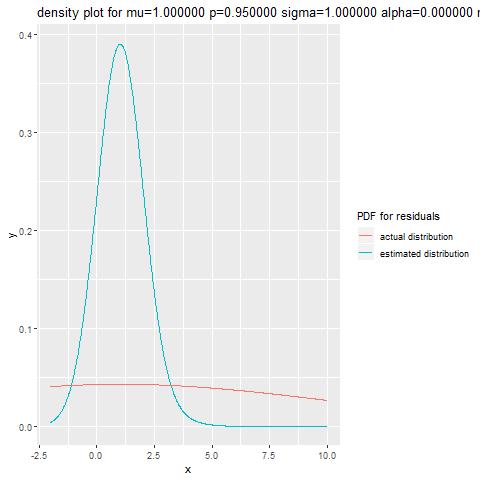 density plot for mu=1.000000 p=0.950000 sigma=1.000000 alpha=0.000000
0.4
0.3
0.2
0.1
0.0
y
-2.5
0.0
2.5
5.0
7.5
10.0
x
PDF for residuals
actual distribution
estimated distribution